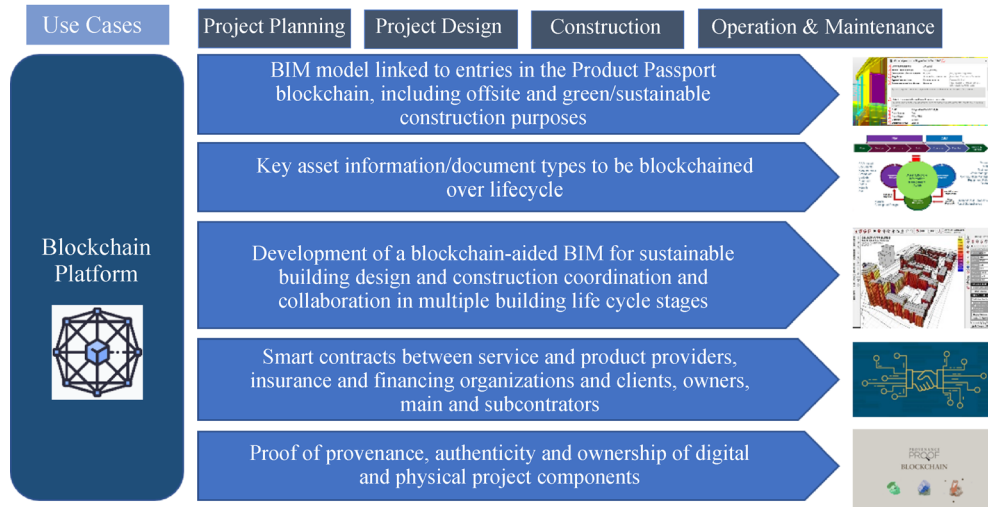 Use Cases
Project Planning
Project Design
Construction
Operation & Maintenance
Blockchain
Platform
BIM model linked to entries in the Product Passport
blockchain, including offsite and green/sustainable
construction purposes
Key asset information/document types to be blockchained
over lifecycle
Development of a blockchain-aided BIM for sustainable
building design and construction coordination and
collaboration in multiple building life cycle stages
Smart contracts between service and product providers,
insurance and financing organizations and clients, owners,
main and subcontrators
Proof of provenance, authenticity and ownership of digital
and physical project components
PROOF
BLOCKCHAIN